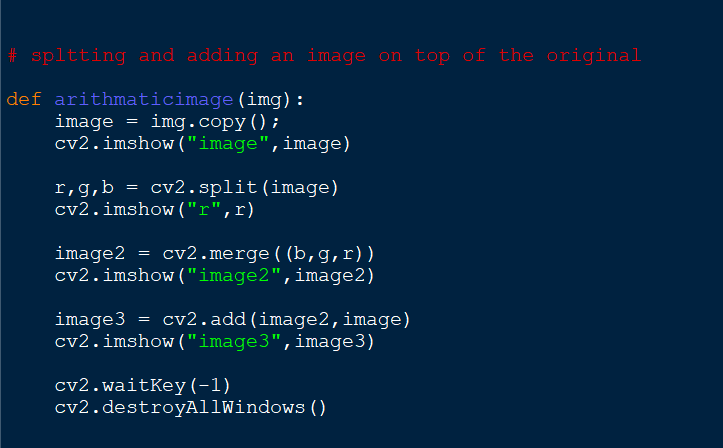 # spltting and adding an image on top of the original
def arithmaticimage(img):
    image = img.copy();
    cv2.imshow("image",image)
    r,g,b = cv2.split(image)
    cv2.imshow("r",r)
    image2 = cv2.merge((b,g,r))
    cv2.imshow("image2",image2)
    image3 = cv2.add(image2,image)
    cv2.imshow("image3",image3)
    cv2.waitKey(-1)
    cv2.destroyAllWindows()